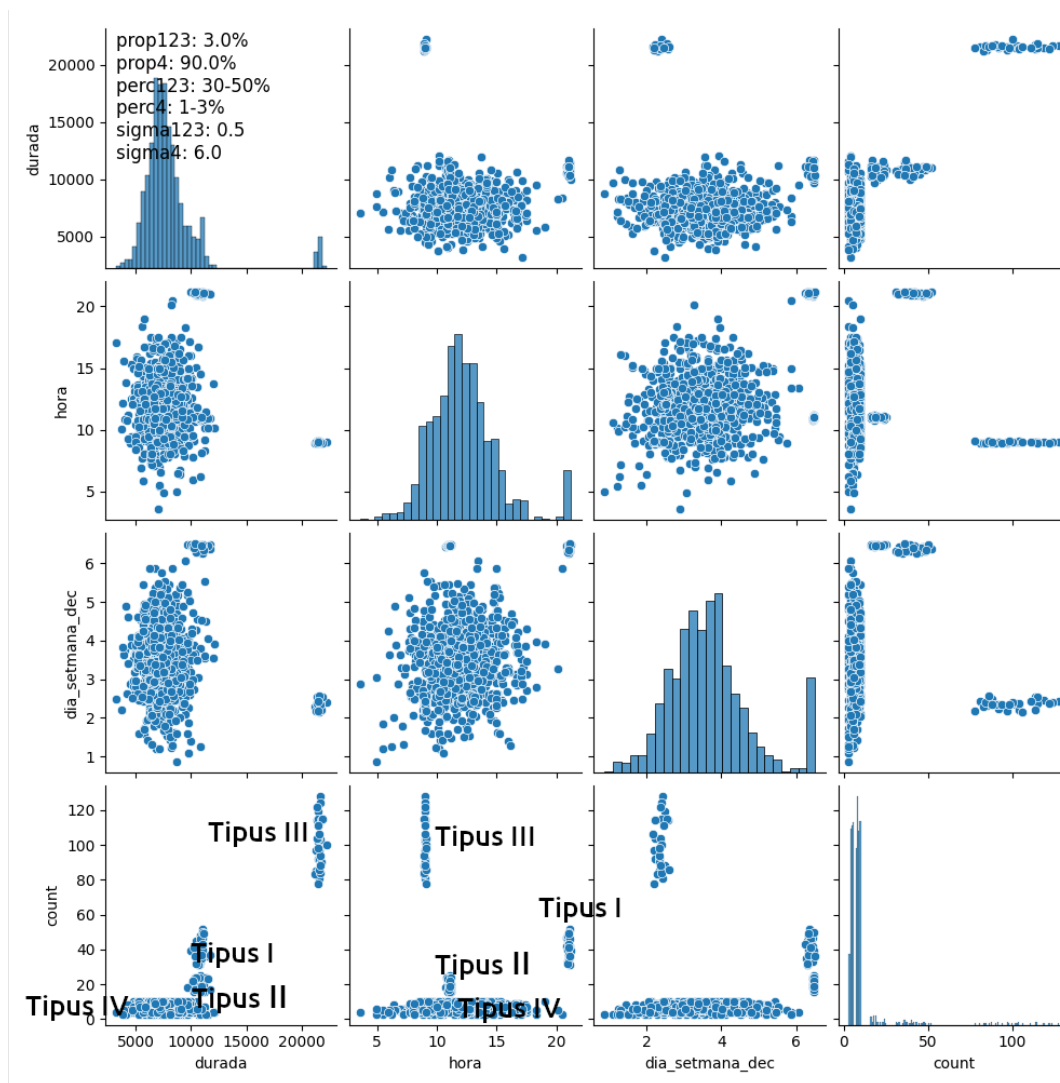 prop123: 3.0%
prop4: 90.0%
perc123: 30-50%
perc4: 1-3%
sigma123: 0.5
sigma4: 6.0
20000
15000
10000
5000
durada
20
15
10
5
hora
6
5
4
3
2
1
dia_setmana_dec
120
100
80
60
40
20
0
count
Tipus III
Tipus III
Tipus I
Tipus I
Tipus II
Tipus II
Tipus IV
Tipus IV
5000 10000 15000 20000
durada
5 10 15 20
hora
2 4 6
dia_setmana_dec
0 50 100
count